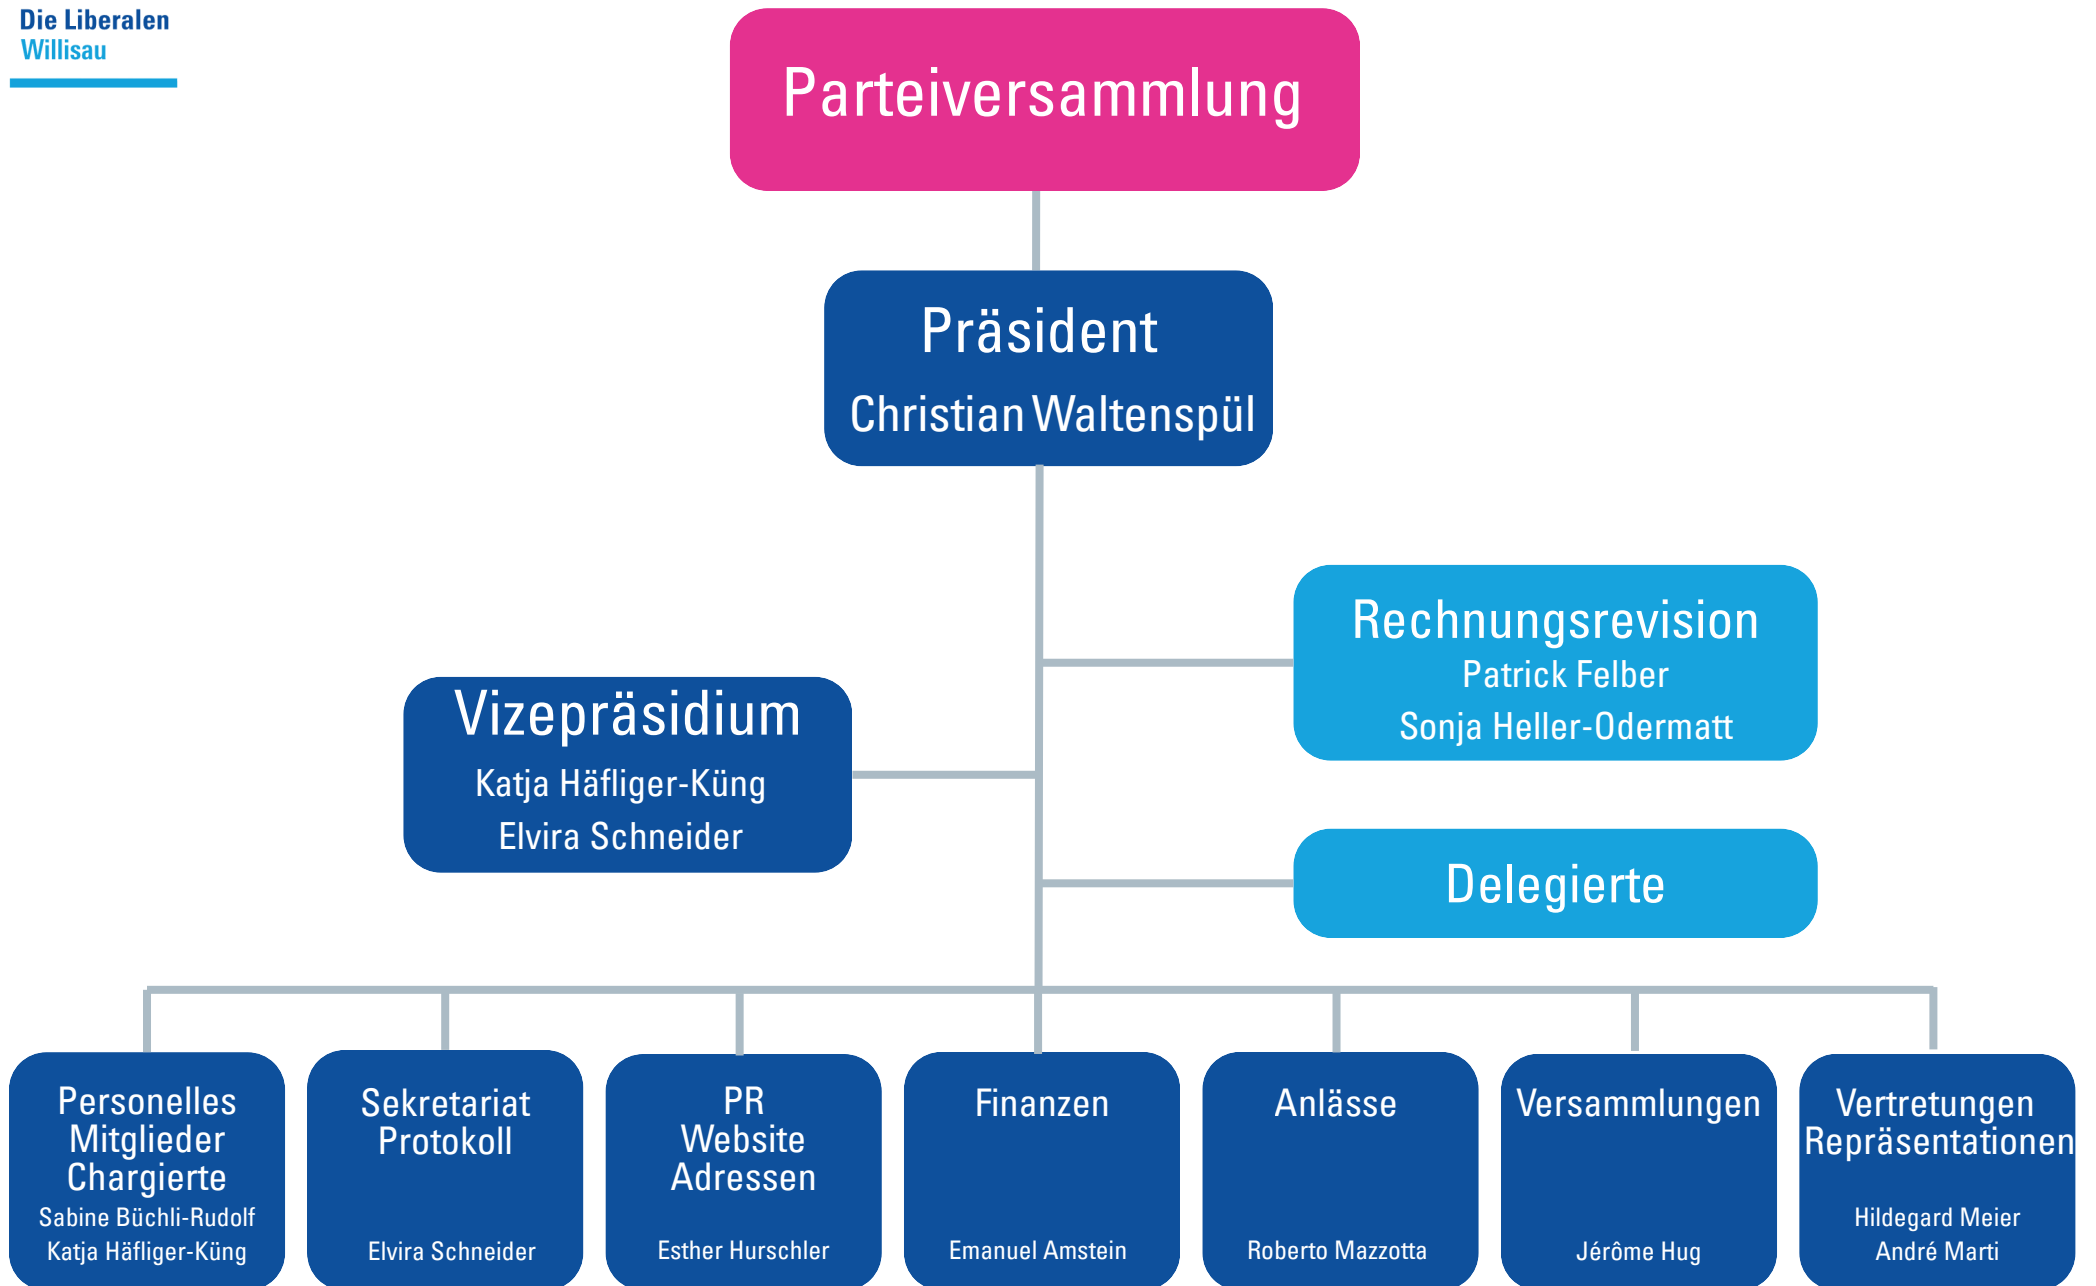 Die Liberalen
Willisau
Parteiversammlung
Präsident
Christian Waltenspül
Rechnungsrevision
Patrick Felber
Sonja Heller-Odermatt
Vizepräsidium
Katja Häfliger-Küng
Elvira Schneider
Delegierte
Personelles
Mitglieder
Chargierte
Sabine Büchli-Rudolf
Katja Häfliger-Küng
Sekretariat
Protokoll
Elvira Schneider
PR
Website
Adressen
Esther Hurschler
Finanzen
Emanuel Amstein
Anlässe
Roberto Mazzotta
Versammlungen
Jérôme Hug
Vertretungen
Repräsentationen
Hildegard Meier
André Marti